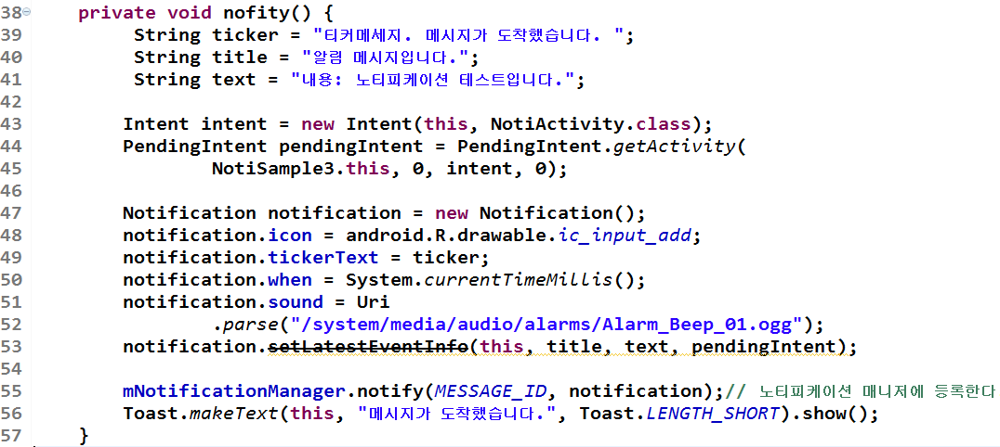 38 private void nofity() {
39 String ticker = "티커메세지. 메시지가 도착했습니다. ";
40 String title = "알림 메시지입니다.";
41 String text = "내용: 노티피케이션 테스트입니다.";
42
43 Intent intent = new Intent(this, NotiActivity.class);
44 PendingIntent pendingIntent = PendingIntent.getActivity(
45 NotiSample3.this, 0, intent, 0);
46
47 Notification notification = new Notification();
48 notification.icon = android.R.drawable.ic_input_add;
49 notification.tickerText = ticker;
50 notification.when = System.currentTimeMillis();
51 notification.sound = Uri
52 .parse("/system/media/audio/alarms/Alarm_Beep_01.ogg");
53 notification.setLatestEventInfo(this, title, text, pendingIntent);
54
55 mNotificationManager.notify(MESSAGE_ID, notification);// 노티피케이션 매니저에 등록한다
56 Toast.makeText(this, "메시지가 도착했습니다.", Toast.LENGTH_SHORT).show();
57 }